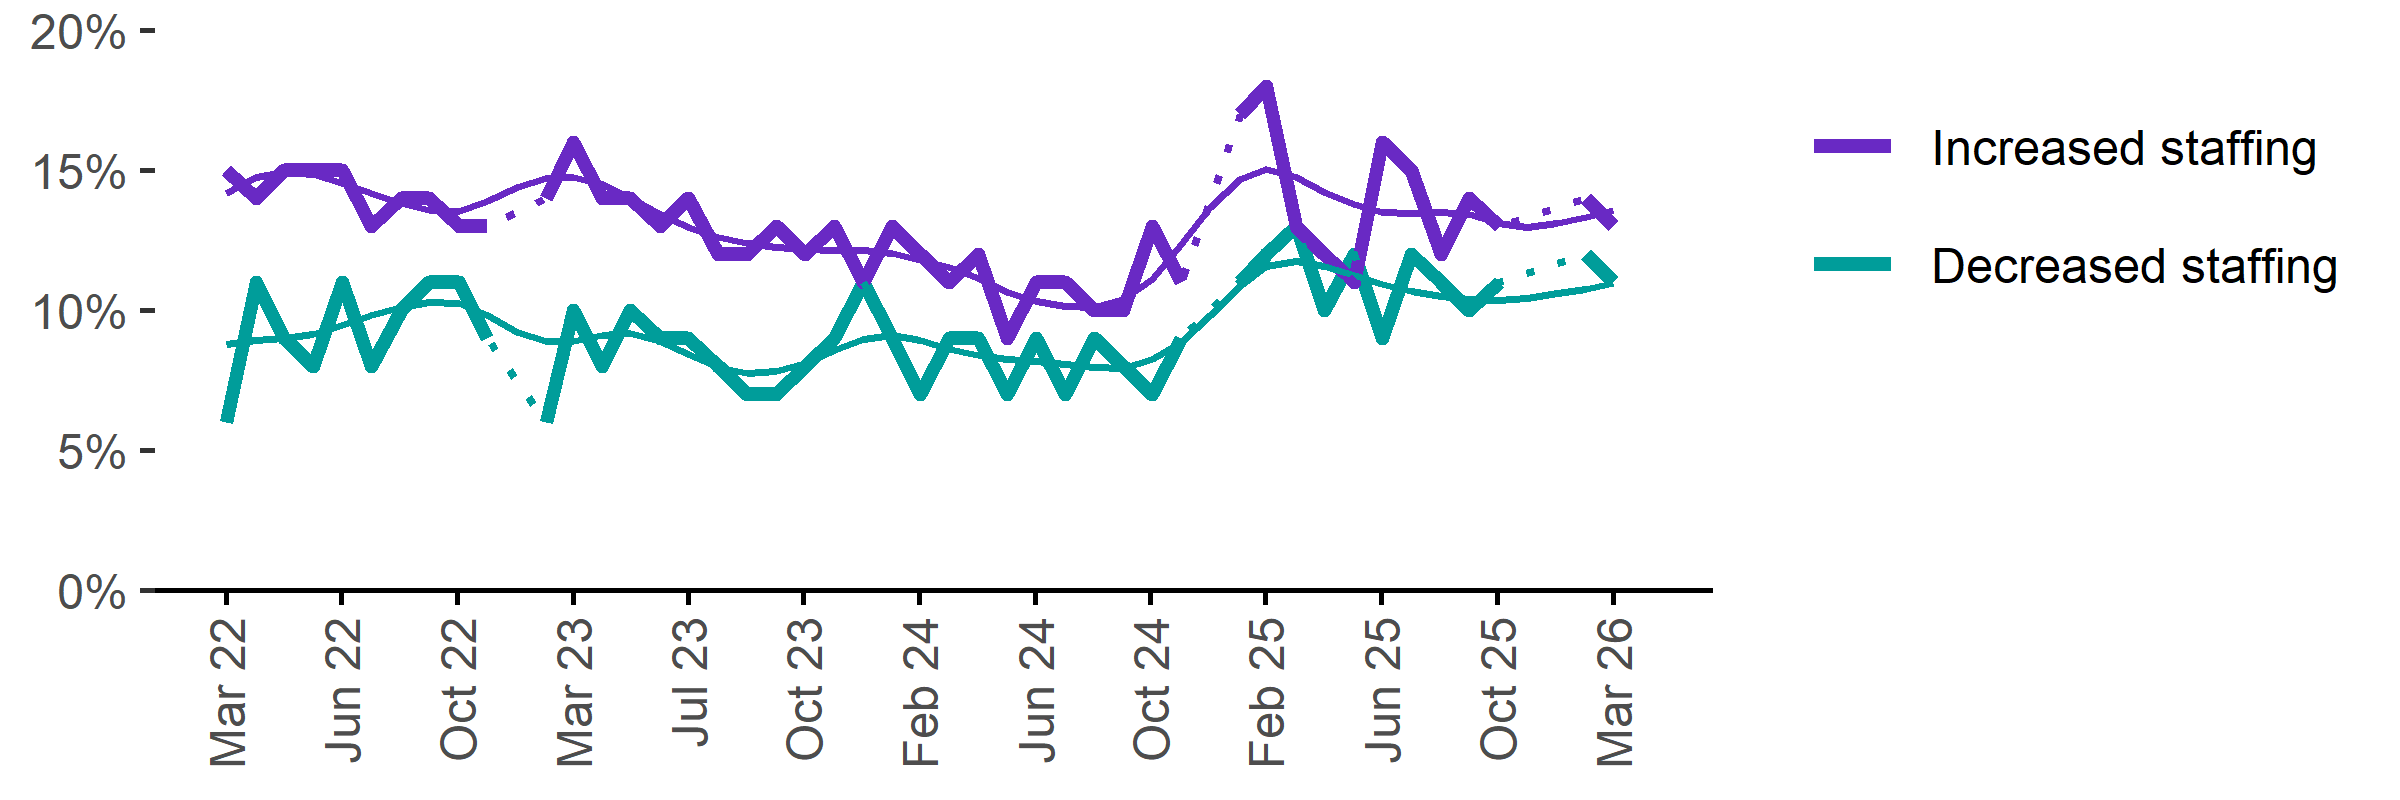 20%
15%
10%
5%
0%
Mar 22
Jun 22
Oct 22
Mar 23
Jul 23
Oct 23
Feb 24
Jun 24
Oct 24
Feb 25
Jun 25
Oct 25
Mar 26
Increased staffing
Decreased staffing